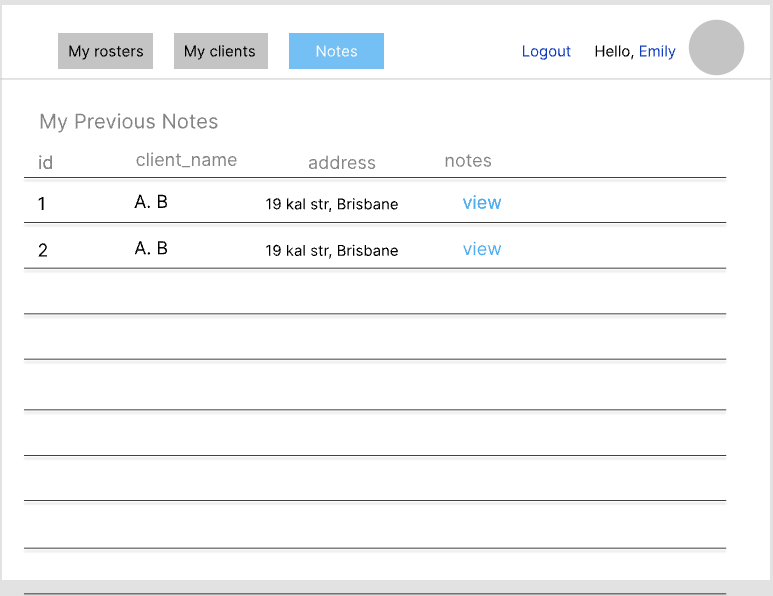 My rosters My clients Notes Logout Hello, Emily
My Previous Notes
id client_name address notes
1 A. B 19 kal str, Brisbane view
2 A. B 19 kal str, Brisbane view